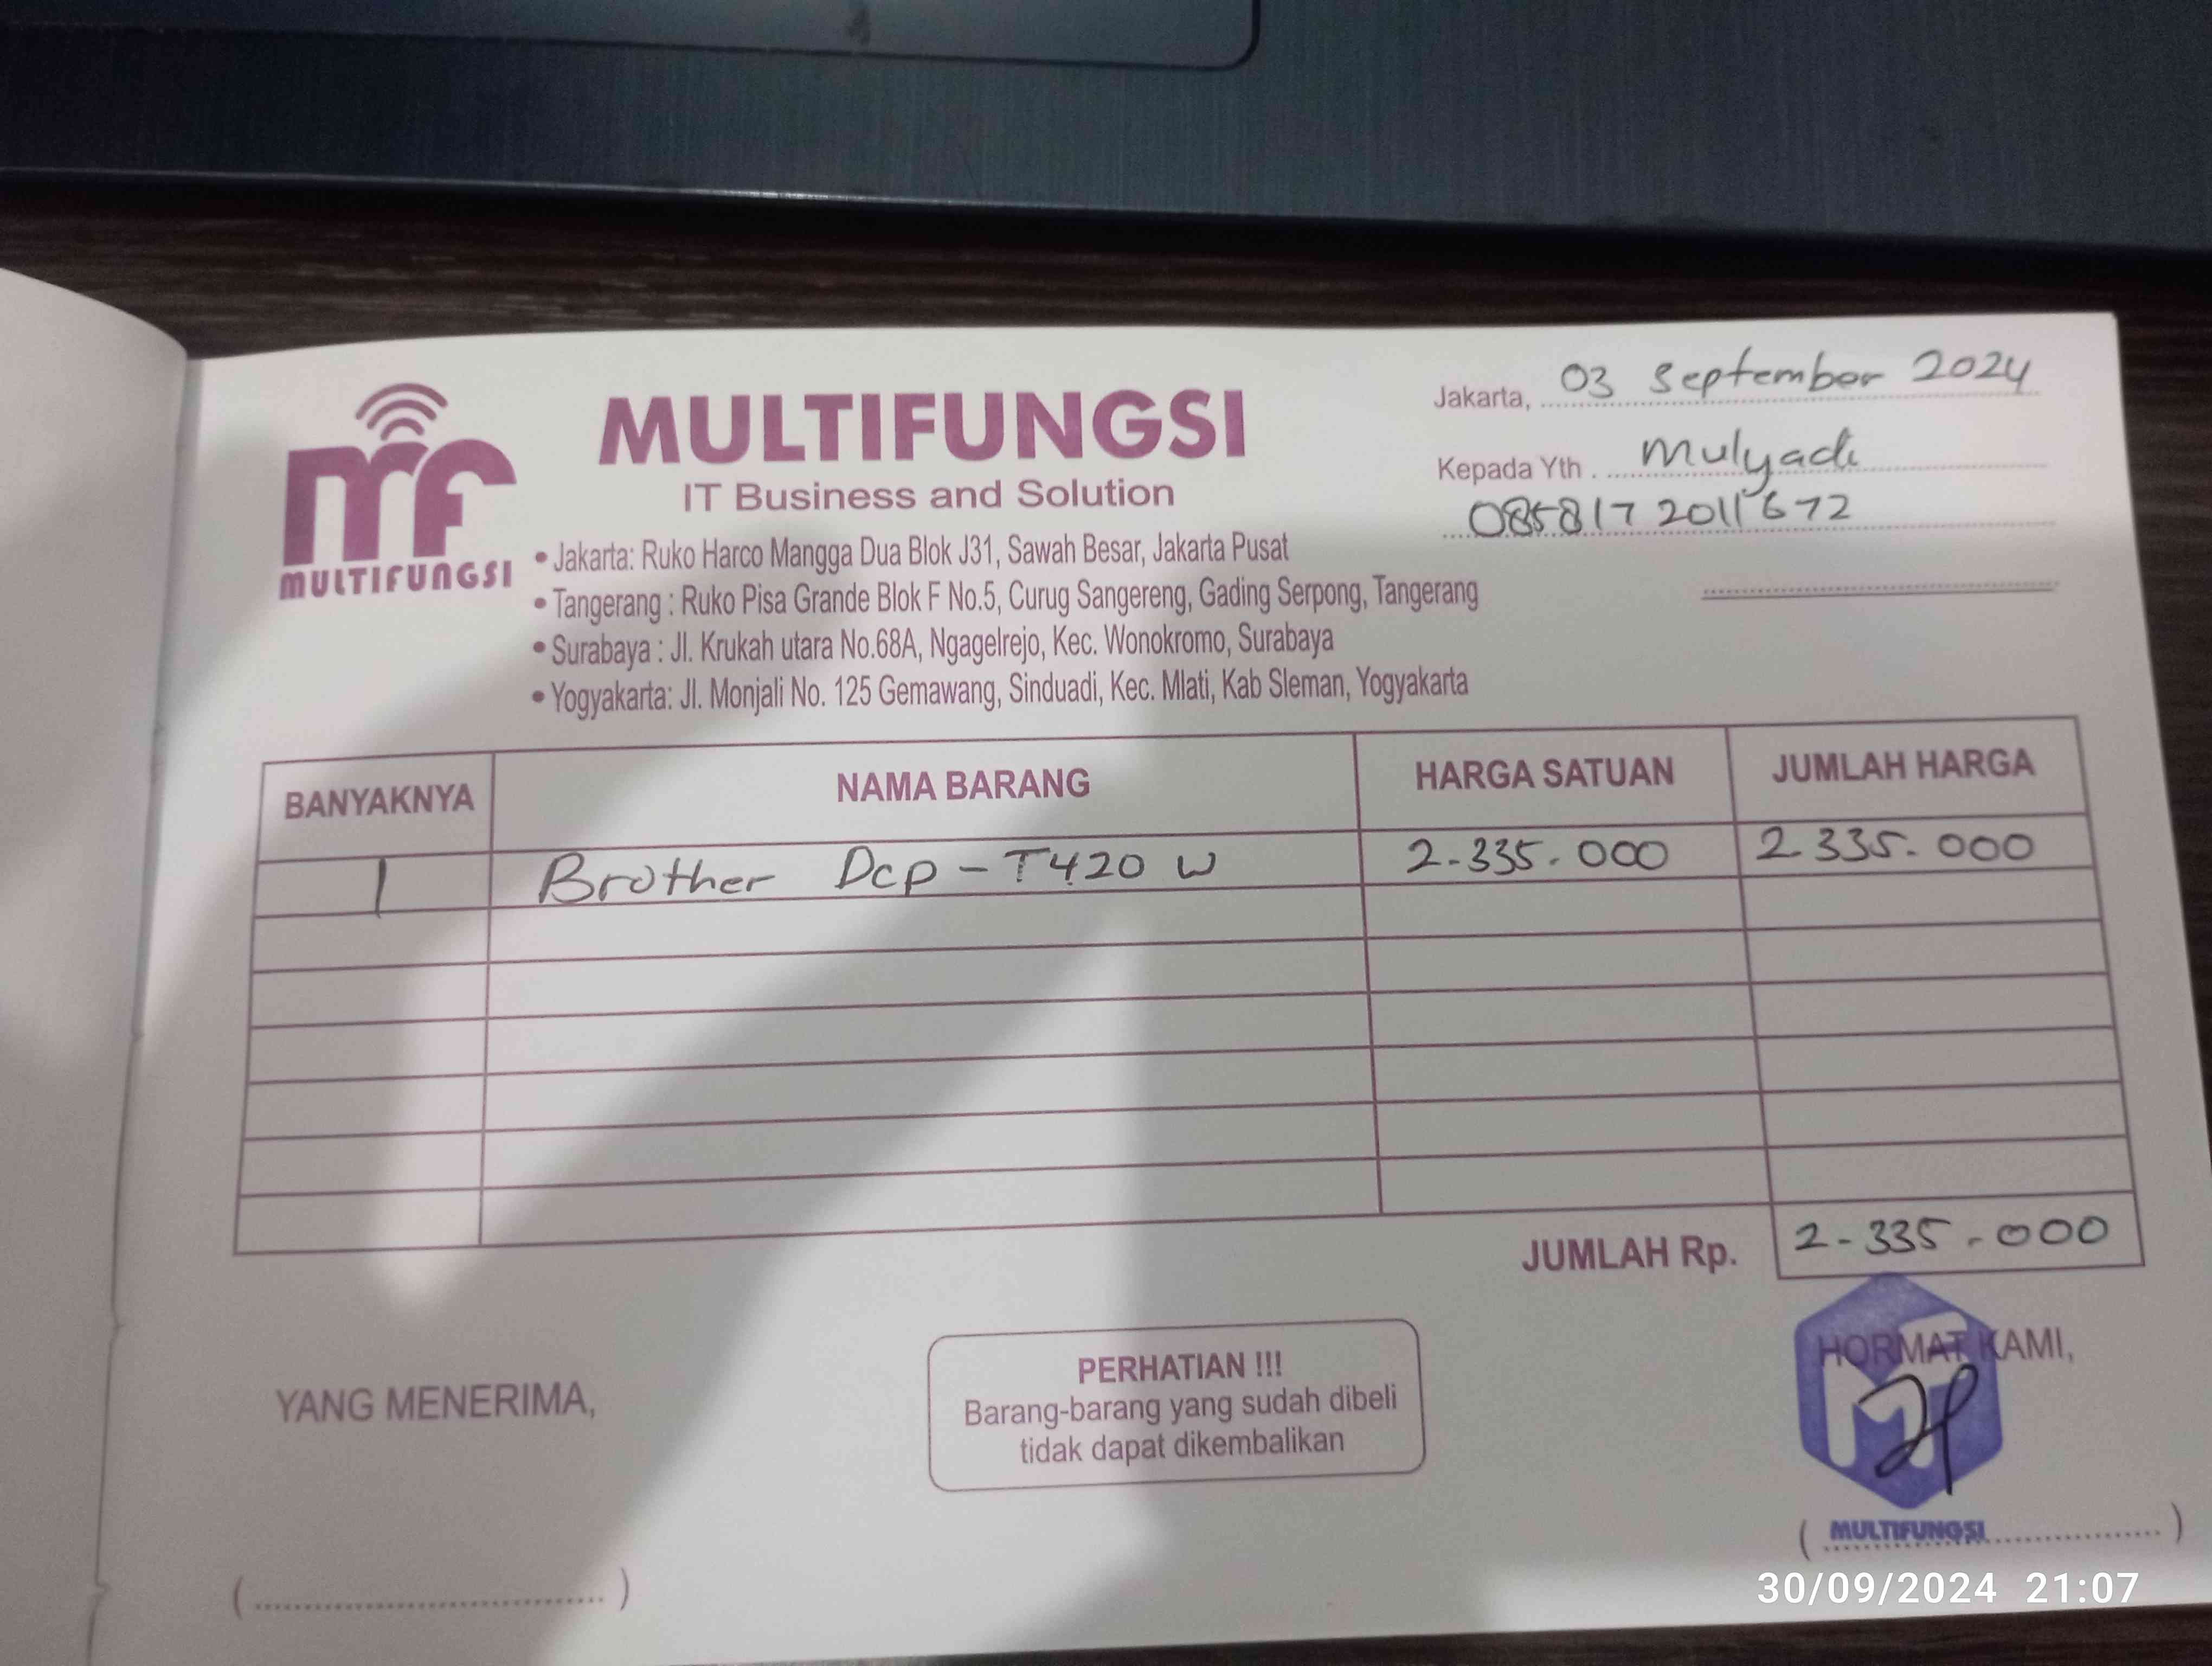 MULTIFUNGSI
MULTIFUNGSI
IT Business and Solution
• Jakarta: Ruko Harco Mangga Dua Blok J31, Sawah Besar, Jakarta Pusat
• Tangerang : Ruko Pisa Grande Blok F No.5, Curug Sangereng, Gading Serpong, Tangerang
• Surabaya : Jl. Krukah utara No.68A, Ngagelrejo, Kec. Wonokromo, Surabaya
• Yogyakarta: Jl. Monjali No. 125 Gemawang, Sinduadi, Kec. Mlati, Kab Sleman, Yogyakarta
Jakarta, 03 September 2024
Kepada Yth . Mulyadi
085817 2011672
BANYAKNYA NAMA BARANG HARGA SATUAN JUMLAH HARGA
1 Brother Dcp - T420 W 2-335.000 2.335.000
JUMLAH Rp. 2-335.000
YANG MENERIMA,
PERHATIAN !!!
Barang-barang yang sudah dibeli
tidak dapat dikembalikan
HORMAT KAMI,
MULTIFUNGSI
30/09/2024 21:07